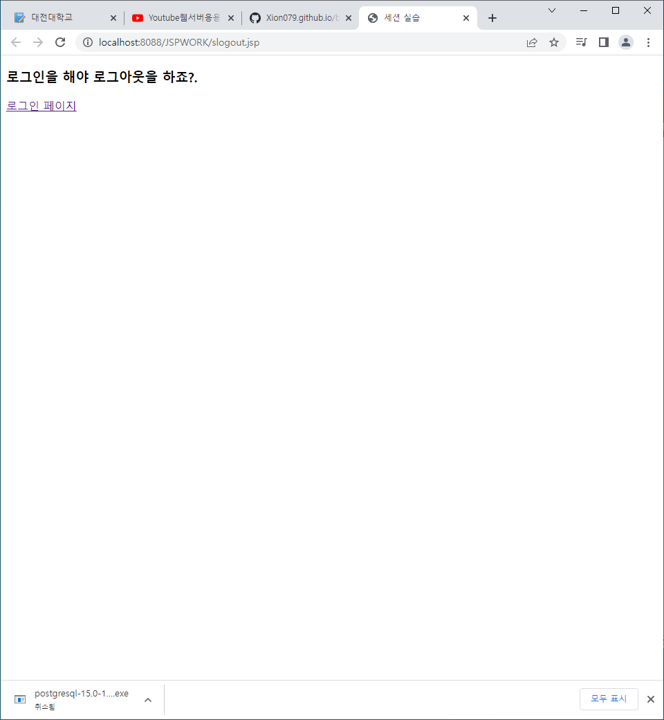 대전대학교
Youtube웹서버응용
Xion079.github.io/
세션 실습
localhost:8088/JSPWORK/slogout.jsp
로그인을 해야 로그아웃을 하죠?.
로그인 페이지
postgresql-15.0-1....exe
취소됨
모두 표시